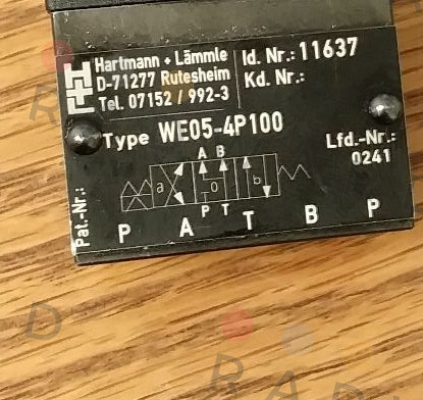 Hartmann + Lämmle
D-71277 Rutesheim
Tel. 07152 / 992-3
Id. Nr.: 11637
Kd. Nr.:
Type WE05-4P100
Lfd.-Nr.:
0241
Pat.-Nr.:
A B
a 0 b
P T
P A T B P